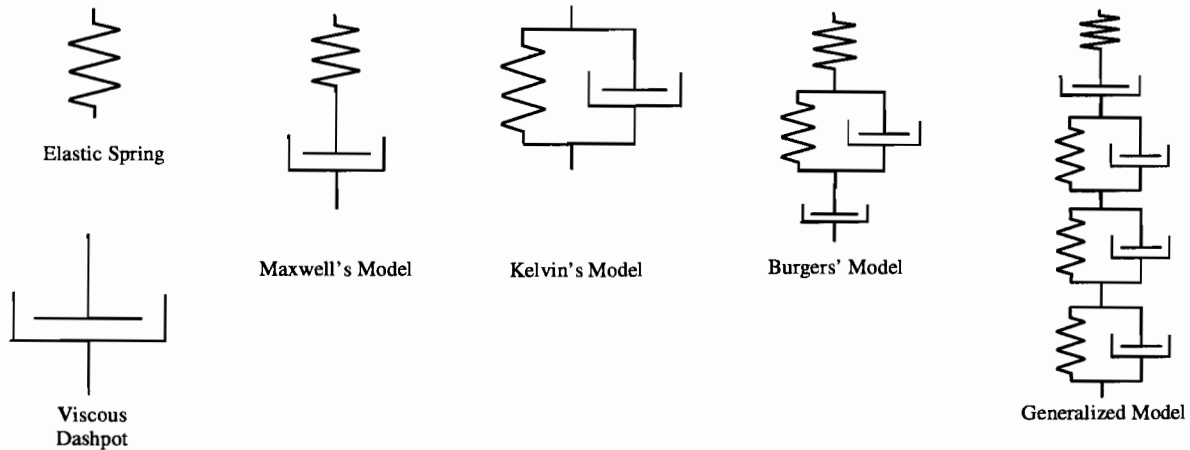 Elastic Spring
Viscous
Dashpot
Maxwell's Model
Kelvin's Model
Burgers' Model
Generalized Model